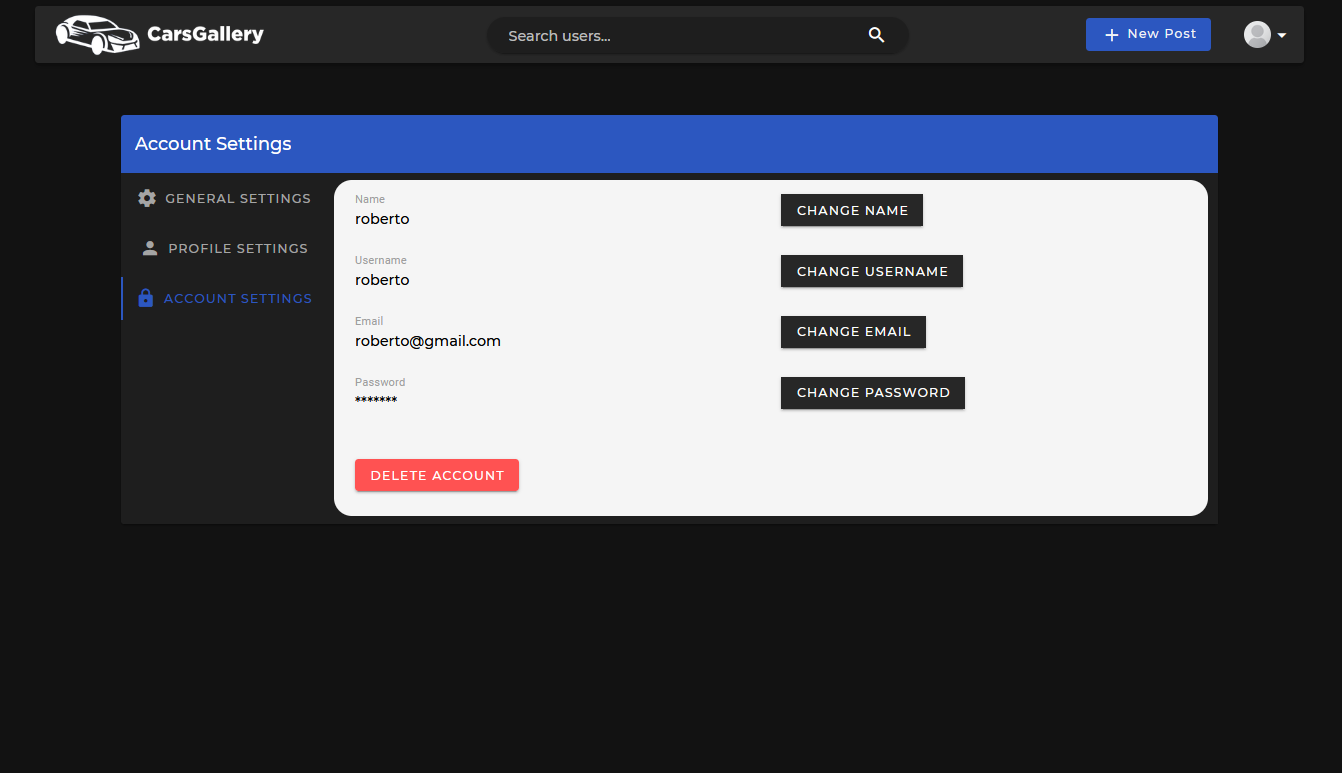 CarsGallery
Search users...
New Post
Account Settings
GENERAL SETTINGS
PROFILE SETTINGS
ACCOUNT SETTINGS
Name
roberto
CHANGE NAME
Username
roberto
CHANGE USERNAME
Email
roberto@gmail.com
CHANGE EMAIL
Password
*******
CHANGE PASSWORD
DELETE ACCOUNT